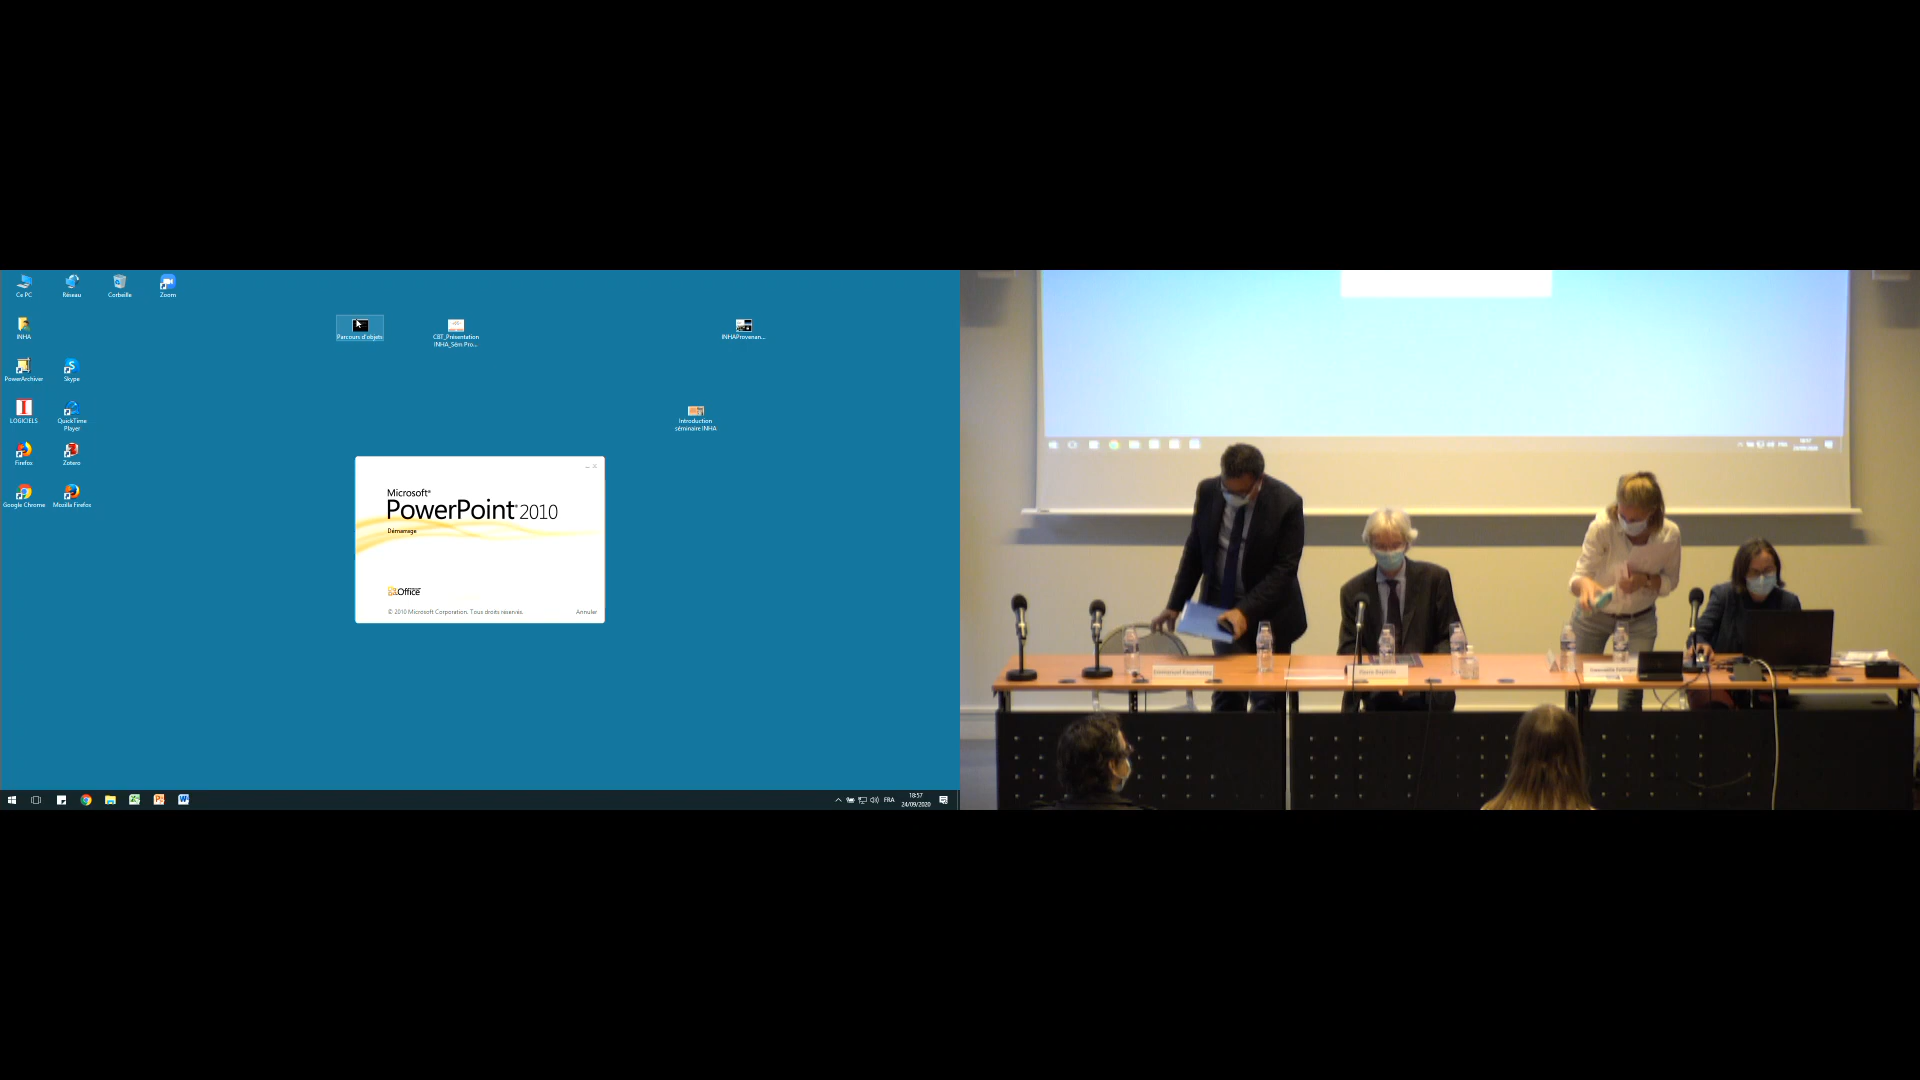 Ce PC
Réseau
Corbeille
Zoom
INHA
Parcours d'objets
CBT_Présentation
INHA_Sém Pro...
INHAProvenan...
PowerArchiver
Skype
LOGICIELS
QuickTime
Player
Introduction
séminaire INHA
Firefox
Zotero
Google Chrome
Mozilla Firefox
Microsoft®
PowerPoint® 2010
Démarrage
Office
© 2010 Microsoft Corporation. Tous droits réservés.
Annuler
FRA
18:57
24/09/2020